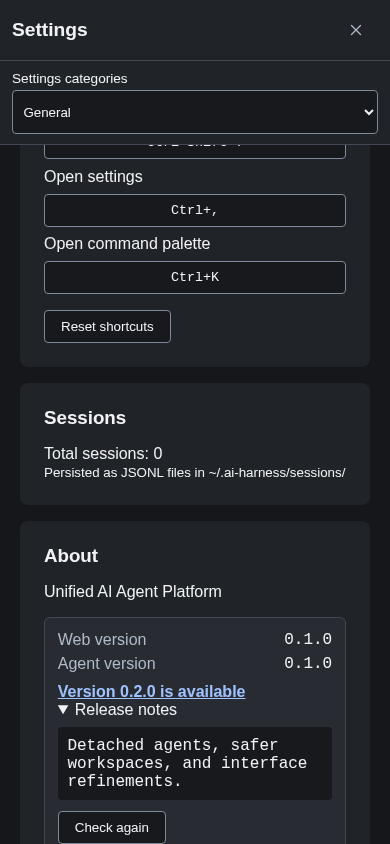 Settings
Settings categories
General
Open settings
Ctrl+,
Open command palette
Ctrl+K
Reset shortcuts
Sessions
Total sessions: 0
Persisted as JSONL files in ~/.ai-harness/sessions/
About
Unified AI Agent Platform
Web version 0.1.0
Agent version 0.1.0
Version 0.2.0 is available
▼ Release notes
Detached agents, safer
workspaces, and interface
refinements.
Check again